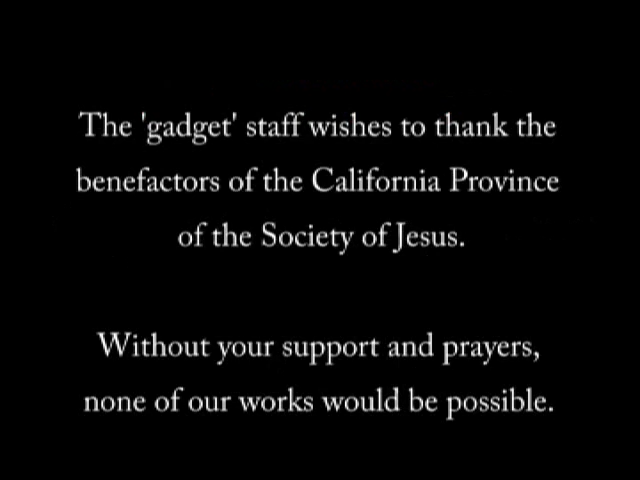 The 'gadget' staff wishes to thank the
benefactors of the California Province
of the Society of Jesus.
Without your support and prayers,
none of our works would be possible.